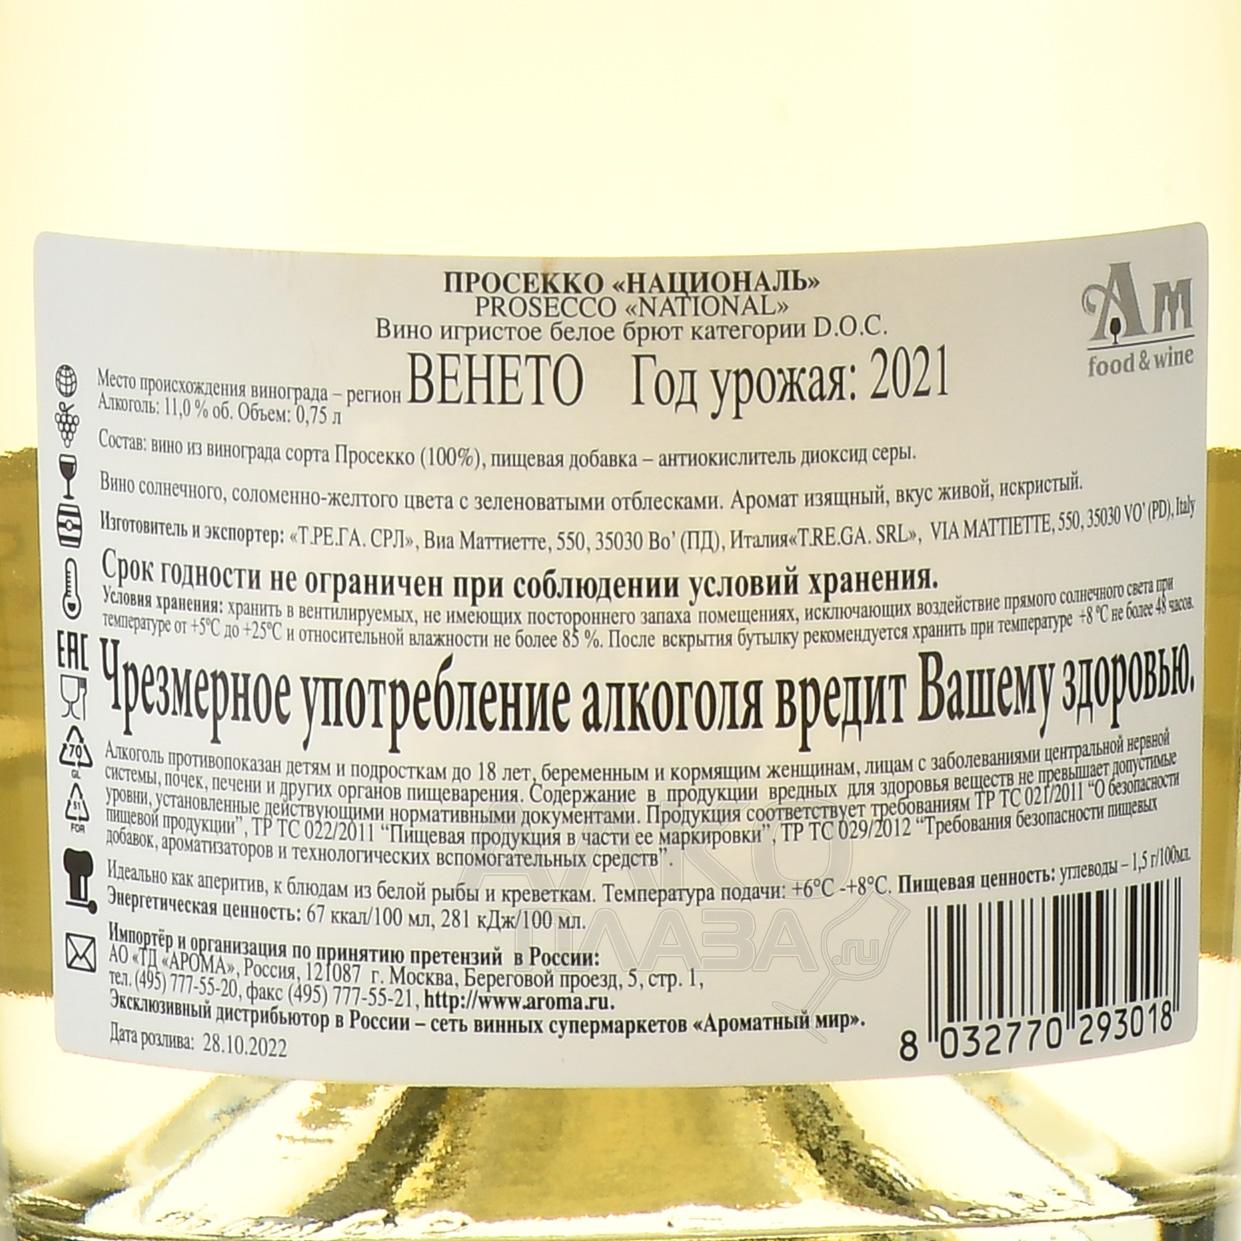 ПРОСЕККО «НАЦИОНАЛЬ»
PROSECCO «NATIONAL»
Вино игристое белое брют категории D.O.C.
Ам
food & wine
Место происхождения винограда – регион ВЕНЕТО Год урожая: 2021
Алкоголь: 11,0 % об. Объем: 0,75 л
Состав: вино из винограда сорта Просекко (100%), пищевая добавка – антиокислитель диоксид серы.
Вино солнечного, соломенно-желтого цвета с зеленоватыми отблесками. Аромат изящный, вкус живой, искристый.
Изготовитель и экспортер: «Т.РЕ.ГА. СРЛ», Виа Маттиетте, 550, 35030 Во' (ПД), Италия«T.RE.GA. SRL», VIA MATTIETTE, 550, 35030 VO' (PD), Italy
Срок годности не ограничен при соблюдении условий хранения.
Условия хранения: хранить в вентилируемых, не имеющих постороннего запаха помещениях, исключающих воздействие прямого солнечного света при
температуре от +5°С до +25°С и относительной влажности не более 85 %. После вскрытия бутылку рекомендуется хранить при температуре +8 °С не более 48 часов.
EAC
Чрезмерное употребление алкоголя вредит Вашему здоровью.
70
GL
51
FOR
Алкоголь противопоказан детям и подросткам до 18 лет, беременным и кормящим женщинам, лицам с заболеваниями центральной нервной
системы, почек, печени и других органов пищеварения. Содержание в продукции вредных для здоровья веществ не превышает допустимые
уровни, установленные действующими нормативными документами. Продукция соответствует требованиям ТР ТС 021/2011 “О безопасности
пищевой продукции”, ТР ТС 022/2011 “Пищевая продукция в части ее маркировки”, ТР ТС 029/2012 “Требования безопасности пищевых
добавок, ароматизаторов и технологических вспомогательных средств”.
Идеально как аперитив, к блюдам из белой рыбы и креветкам. Температура подачи: +6°С -+8°С. Пищевая ценность: углеводы – 1,5 г/100мл.
Энергетическая ценность: 67 ккал/100 мл, 281 кДж/100 мл.
Импортёр и организация по принятию претензий в России:
АО «ТД «АРОМА», Россия, 121087 г. Москва, Береговой проезд, 5, стр. 1,
тел. (495) 777-55-20, факс (495) 777-55-21, http://www.aroma.ru.
Эксклюзивный дистрибьютор в России – сеть винных супермаркетов «Ароматный мир».
Дата розлива: 28.10.2022
8 032770 293018
АЛКО
ПЛАЗА
.ru